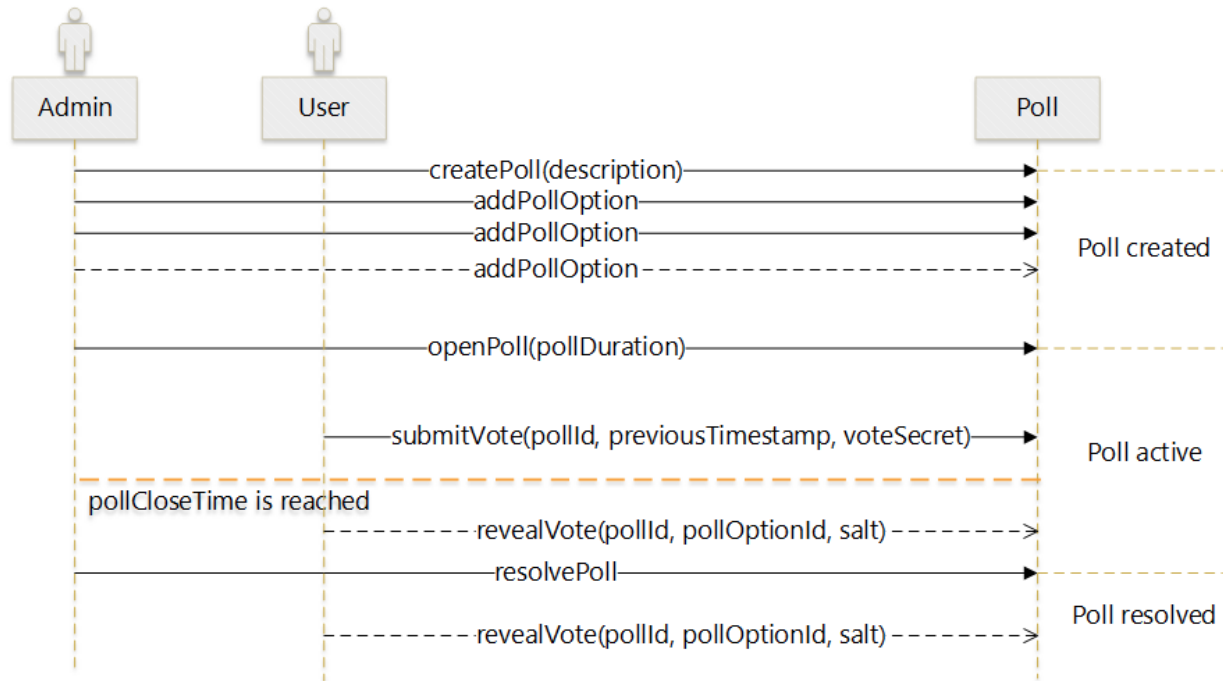 Admin
User
Poll
createPoll(description)
addPollOption
addPollOption
Poll created
addPollOption
openPoll(pollDuration)
submitVote(pollId, previousTimestamp, voteSecret)
Poll active
pollCloseTime is reached
revealVote(pollId, pollOptionId, salt)
resolvePoll
Poll resolved
revealVote(pollId, pollOptionId, salt)